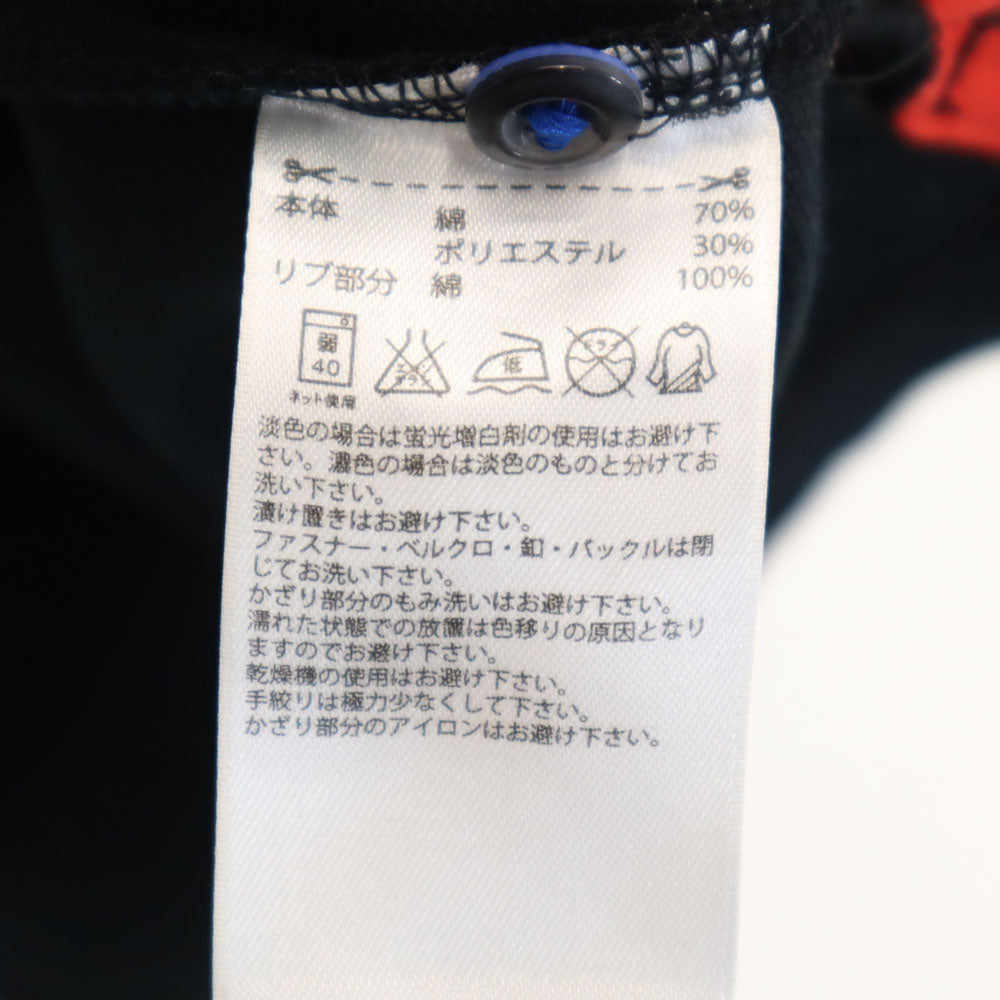 本体 綿 70%
ポリエステル 30%
リブ部分 綿 100%
弱
40
ネット使用
エンソ
サラシ
低
ドライ
淡色の場合は蛍光増白剤の使用はお避け下
さい。濃色の場合は淡色のものと分けてお
洗い下さい。
漬け置きはお避け下さい。
ファスナー・ベルクロ・釦・バックルは閉
じてお洗い下さい。
かざり部分のもみ洗いはお避け下さい。
濡れた状態での放置は色移りの原因となり
ますのでお避け下さい。
乾燥機の使用はお避け下さい。
手絞りは極力少なくして下さい。
かざり部分のアイロンはお避け下さい。